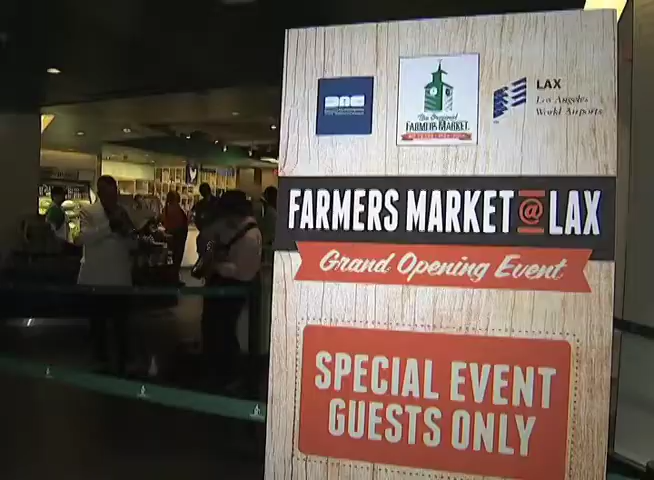 The Original
FARMERS MARKET
LAX
Los Angeles
World Airports
FARMERS MARKET @ LAX
Grand Opening Event
SPECIAL EVENT
GUESTS ONLY